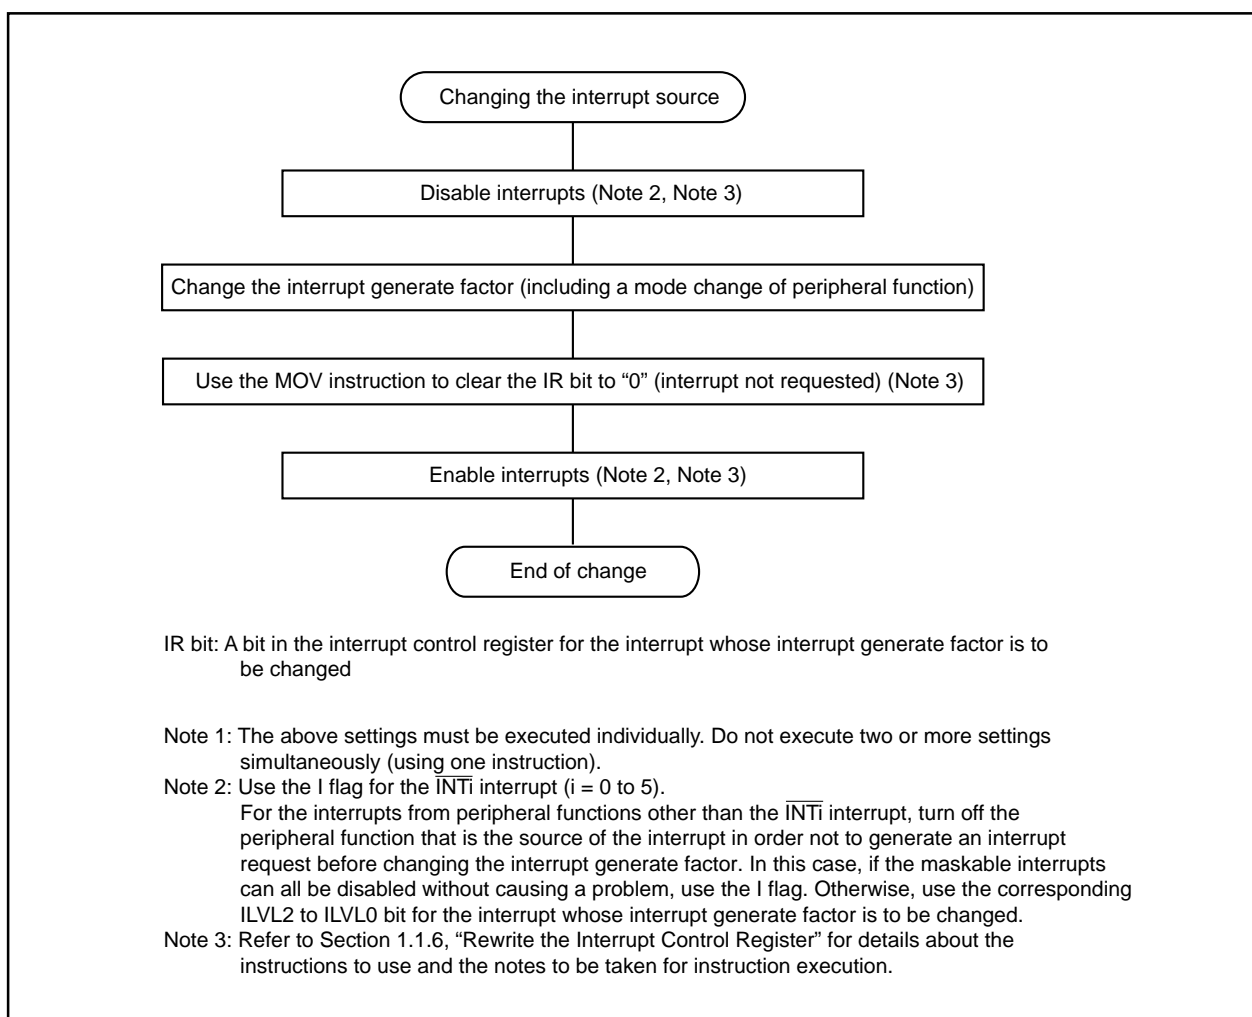 Changing the interrupt source
Disable interrupts (Note 2, Note 3)
Change the interrupt generate factor (including a mode change of peripheral function)
Use the MOV instruction to clear the IR bit to “0” (interrupt not requested) (Note 3)
Enable interrupts (Note 2, Note 3)
End of change
IR bit: A bit in the interrupt control register for the interrupt whose interrupt generate factor is to
be changed
Note 1: The above settings must be executed individually. Do not execute two or more settings
simultaneously (using one instruction).
Note 2: Use the I flag for the I̅N̅T̅i̅ interrupt (i = 0 to 5).
For the interrupts from peripheral functions other than the I̅N̅T̅i̅ interrupt, turn off the
peripheral function that is the source of the interrupt in order not to generate an interrupt
request before changing the interrupt generate factor. In this case, if the maskable interrupts
can all be disabled without causing a problem, use the I flag. Otherwise, use the corresponding
ILVL2 to ILVL0 bit for the interrupt whose interrupt generate factor is to be changed.
Note 3: Refer to Section 1.1.6, “Rewrite the Interrupt Control Register” for details about the
instructions to use and the notes to be taken for instruction execution.